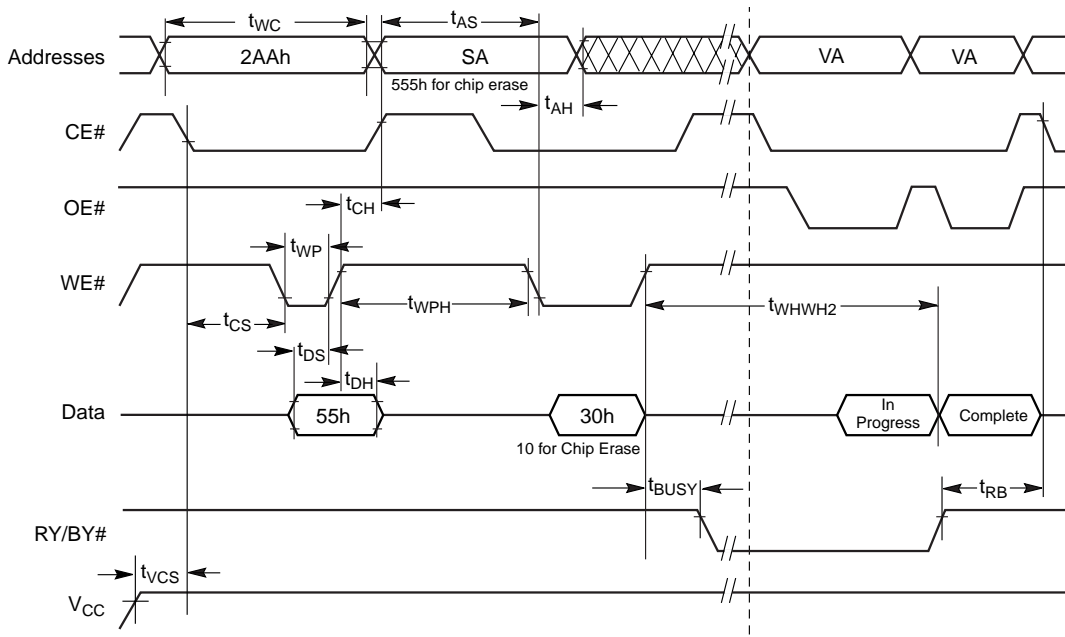 tWC
tAS
Addresses
2AAh
SA
VA
VA
555h for chip erase
tAH
CE#
OE#
tCH
tWP
WE#
tWPH
tWHWH2
tCS
tDS
tDH
Data
55h
30h
In
Progress
Complete
10 for Chip Erase
tBUSY
tRB
RY/BY#
tVCS
VCC